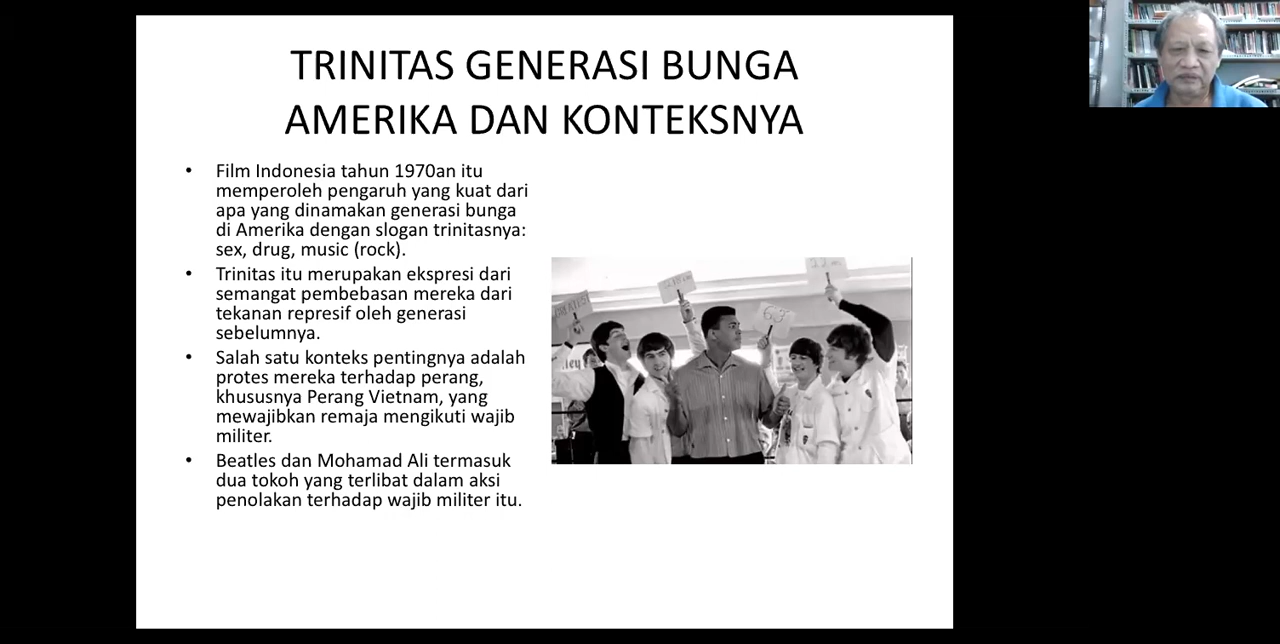 TRINITAS GENERASI BUNGA
AMERIKA DAN KONTEKSNYA
• Film Indonesia tahun 1970an itu
memperoleh pengaruh yang kuat dari
apa yang dinamakan generasi bunga
di Amerika dengan slogan trinitasnya:
sex, drug, music (rock).
• Trinitas itu merupakan ekspresi dari
semangat pembebasan mereka dari
tekanan represif oleh generasi
sebelumnya.
• Salah satu konteks pentingnya adalah
protes mereka terhadap perang,
khususnya Perang Vietnam, yang
mewajibkan remaja mengikuti wajib
militer.
• Beatles dan Mohamad Ali termasuk
dua tokoh yang terlibat dalam aksi
penolakan terhadap wajib militer itu.